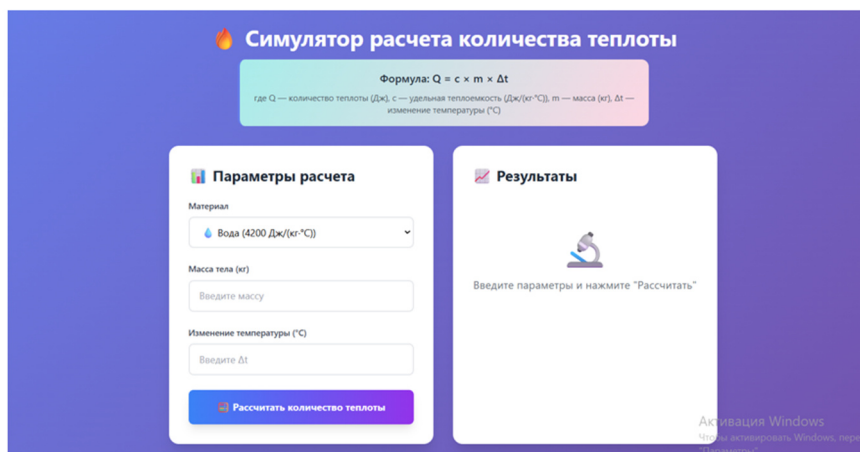 Симулятор расчета количества теплоты
Формула: Q = c × m × Δt
где Q — количество теплоты (Дж), c — удельная теплоемкость (Дж/(кг·°C)), m — масса (кг), Δt —
изменение температуры (°C)
Параметры расчета
Материал
Вода (4200 Дж/(кг·°C))
Масса тела (кг)
Введите массу
Изменение температуры (°C)
Введите Δt
Рассчитать количество теплоты
Результаты
Введите параметры и нажмите "Рассчитать"
Активация Windows
Чтобы активировать Windows, пере
"Параметры".